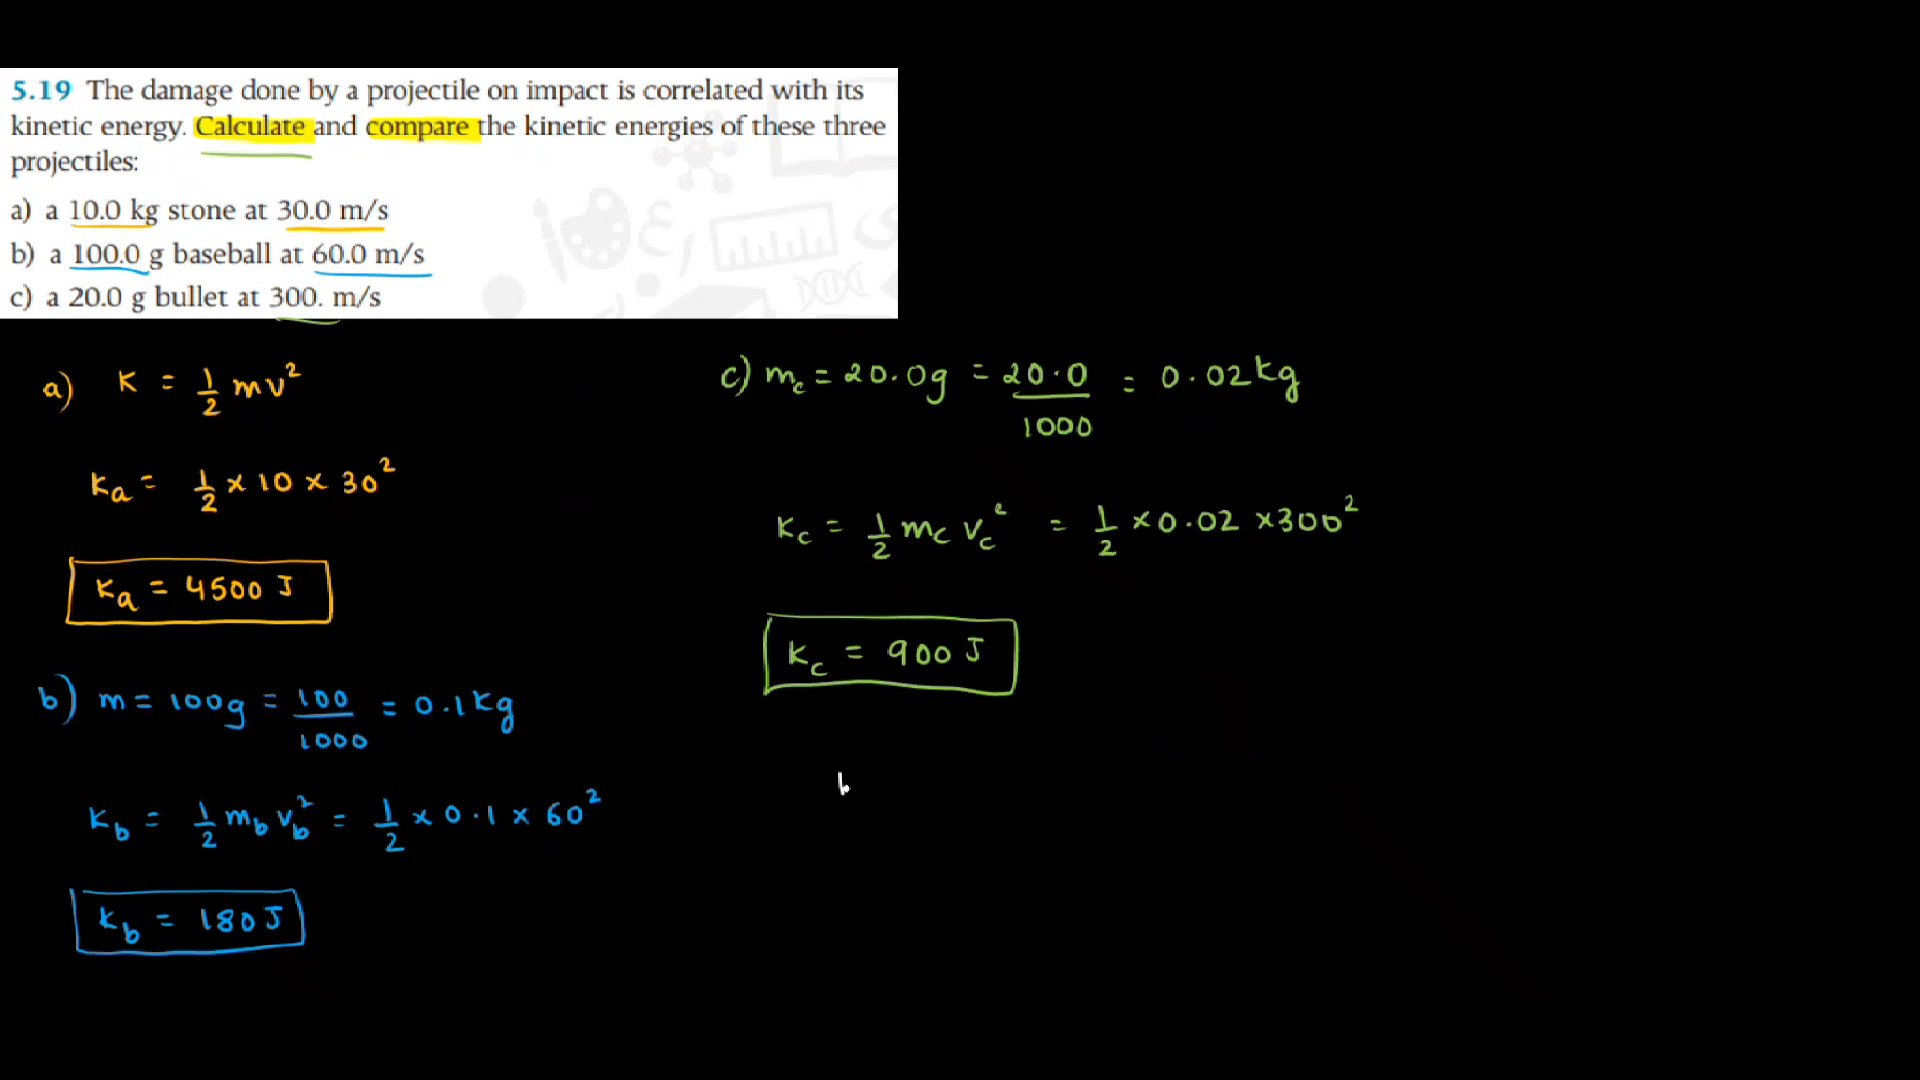 5.19 The damage done by a projectile on impact is correlated with its
kinetic energy. Calculate and compare the kinetic energies of these three
projectiles:
a) a 10.0 kg stone at 30.0 m/s
b) a 100.0 g baseball at 60.0 m/s
c) a 20.0 g bullet at 300. m/s
a) K = 1/2 mv²
Ka = 1/2 × 10 × 30²
Ka = 4500 J
b) m = 100g = 100/1000 = 0.1kg
Kb = 1/2 mb vb² = 1/2 × 0.1 × 60²
Kb = 180 J
c) mc = 20.0g = 20.0/1000 = 0.02kg
Kc = 1/2 mc vc² = 1/2 × 0.02 × 300²
Kc = 900 J